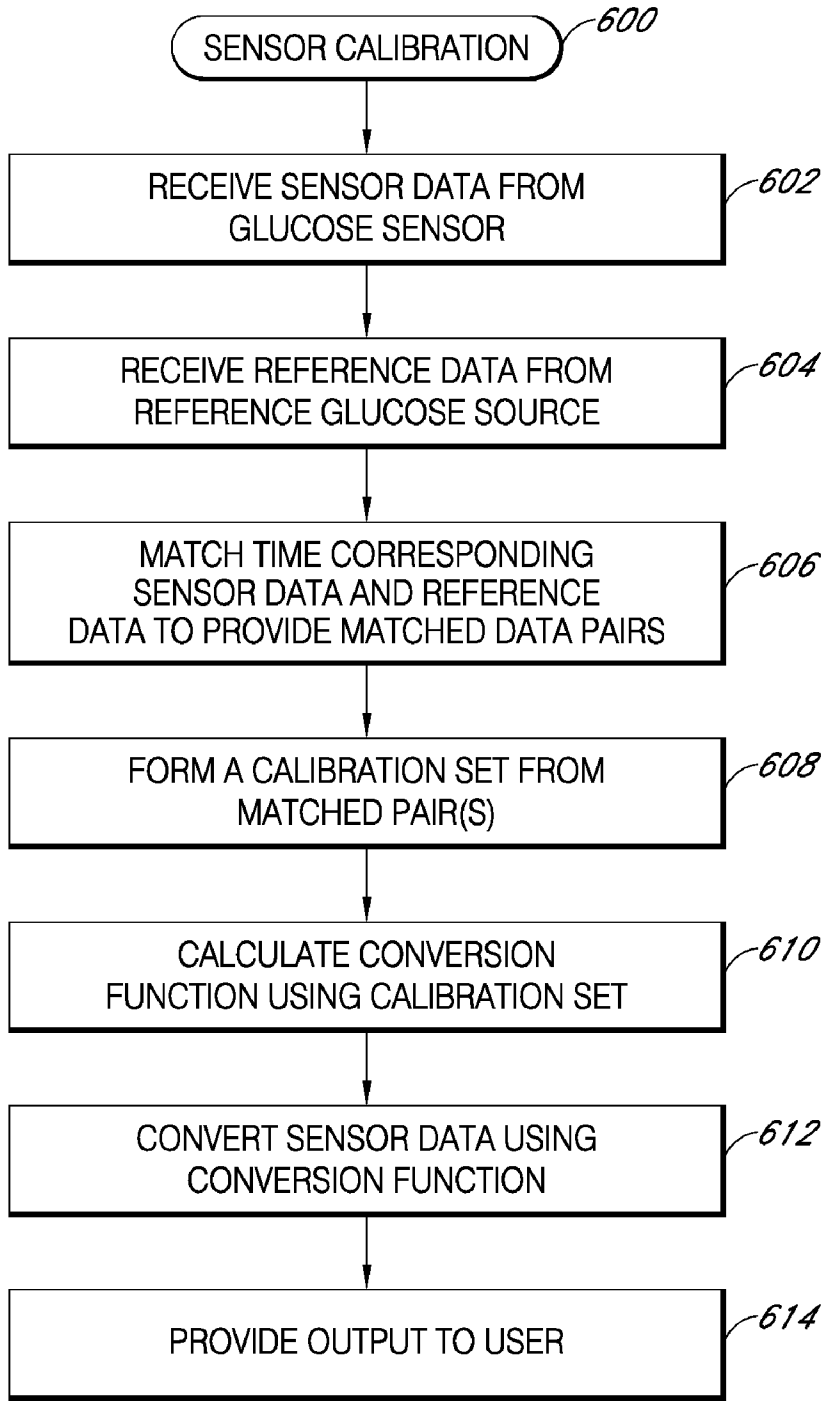 600
SENSOR CALIBRATION
602
RECEIVE SENSOR DATA FROM
GLUCOSE SENSOR
604
RECEIVE REFERENCE DATA FROM
REFERENCE GLUCOSE SOURCE
606
MATCH TIME CORRESPONDING
SENSOR DATA AND REFERENCE
DATA TO PROVIDE MATCHED DATA PAIRS
608
FORM A CALIBRATION SET FROM
MATCHED PAIR(S)
610
CALCULATE CONVERSION
FUNCTION USING CALIBRATION SET
612
CONVERT SENSOR DATA USING
CONVERSION FUNCTION
614
PROVIDE OUTPUT TO USER